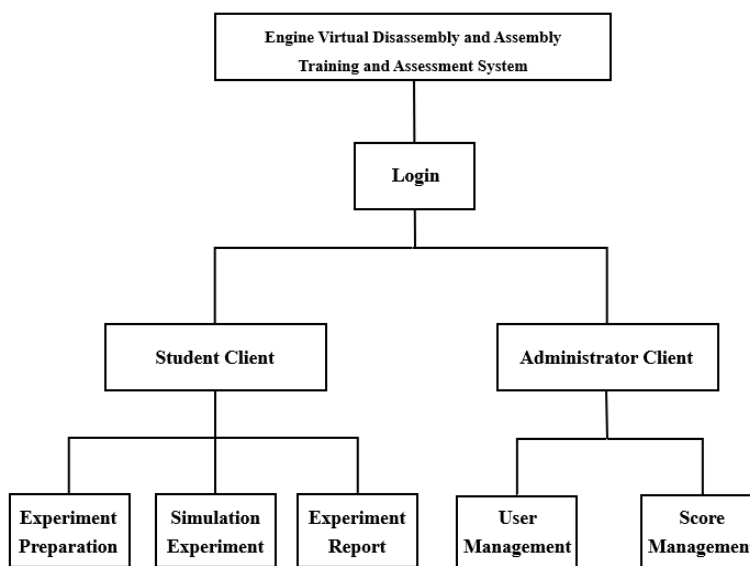 Engine Virtual Disassembly and Assembly
Training and Assessment System
Login
Student Client
Administrator Client
Experiment
Preparation
Simulation
Experiment
Experiment
Report
User
Management
Score
Management